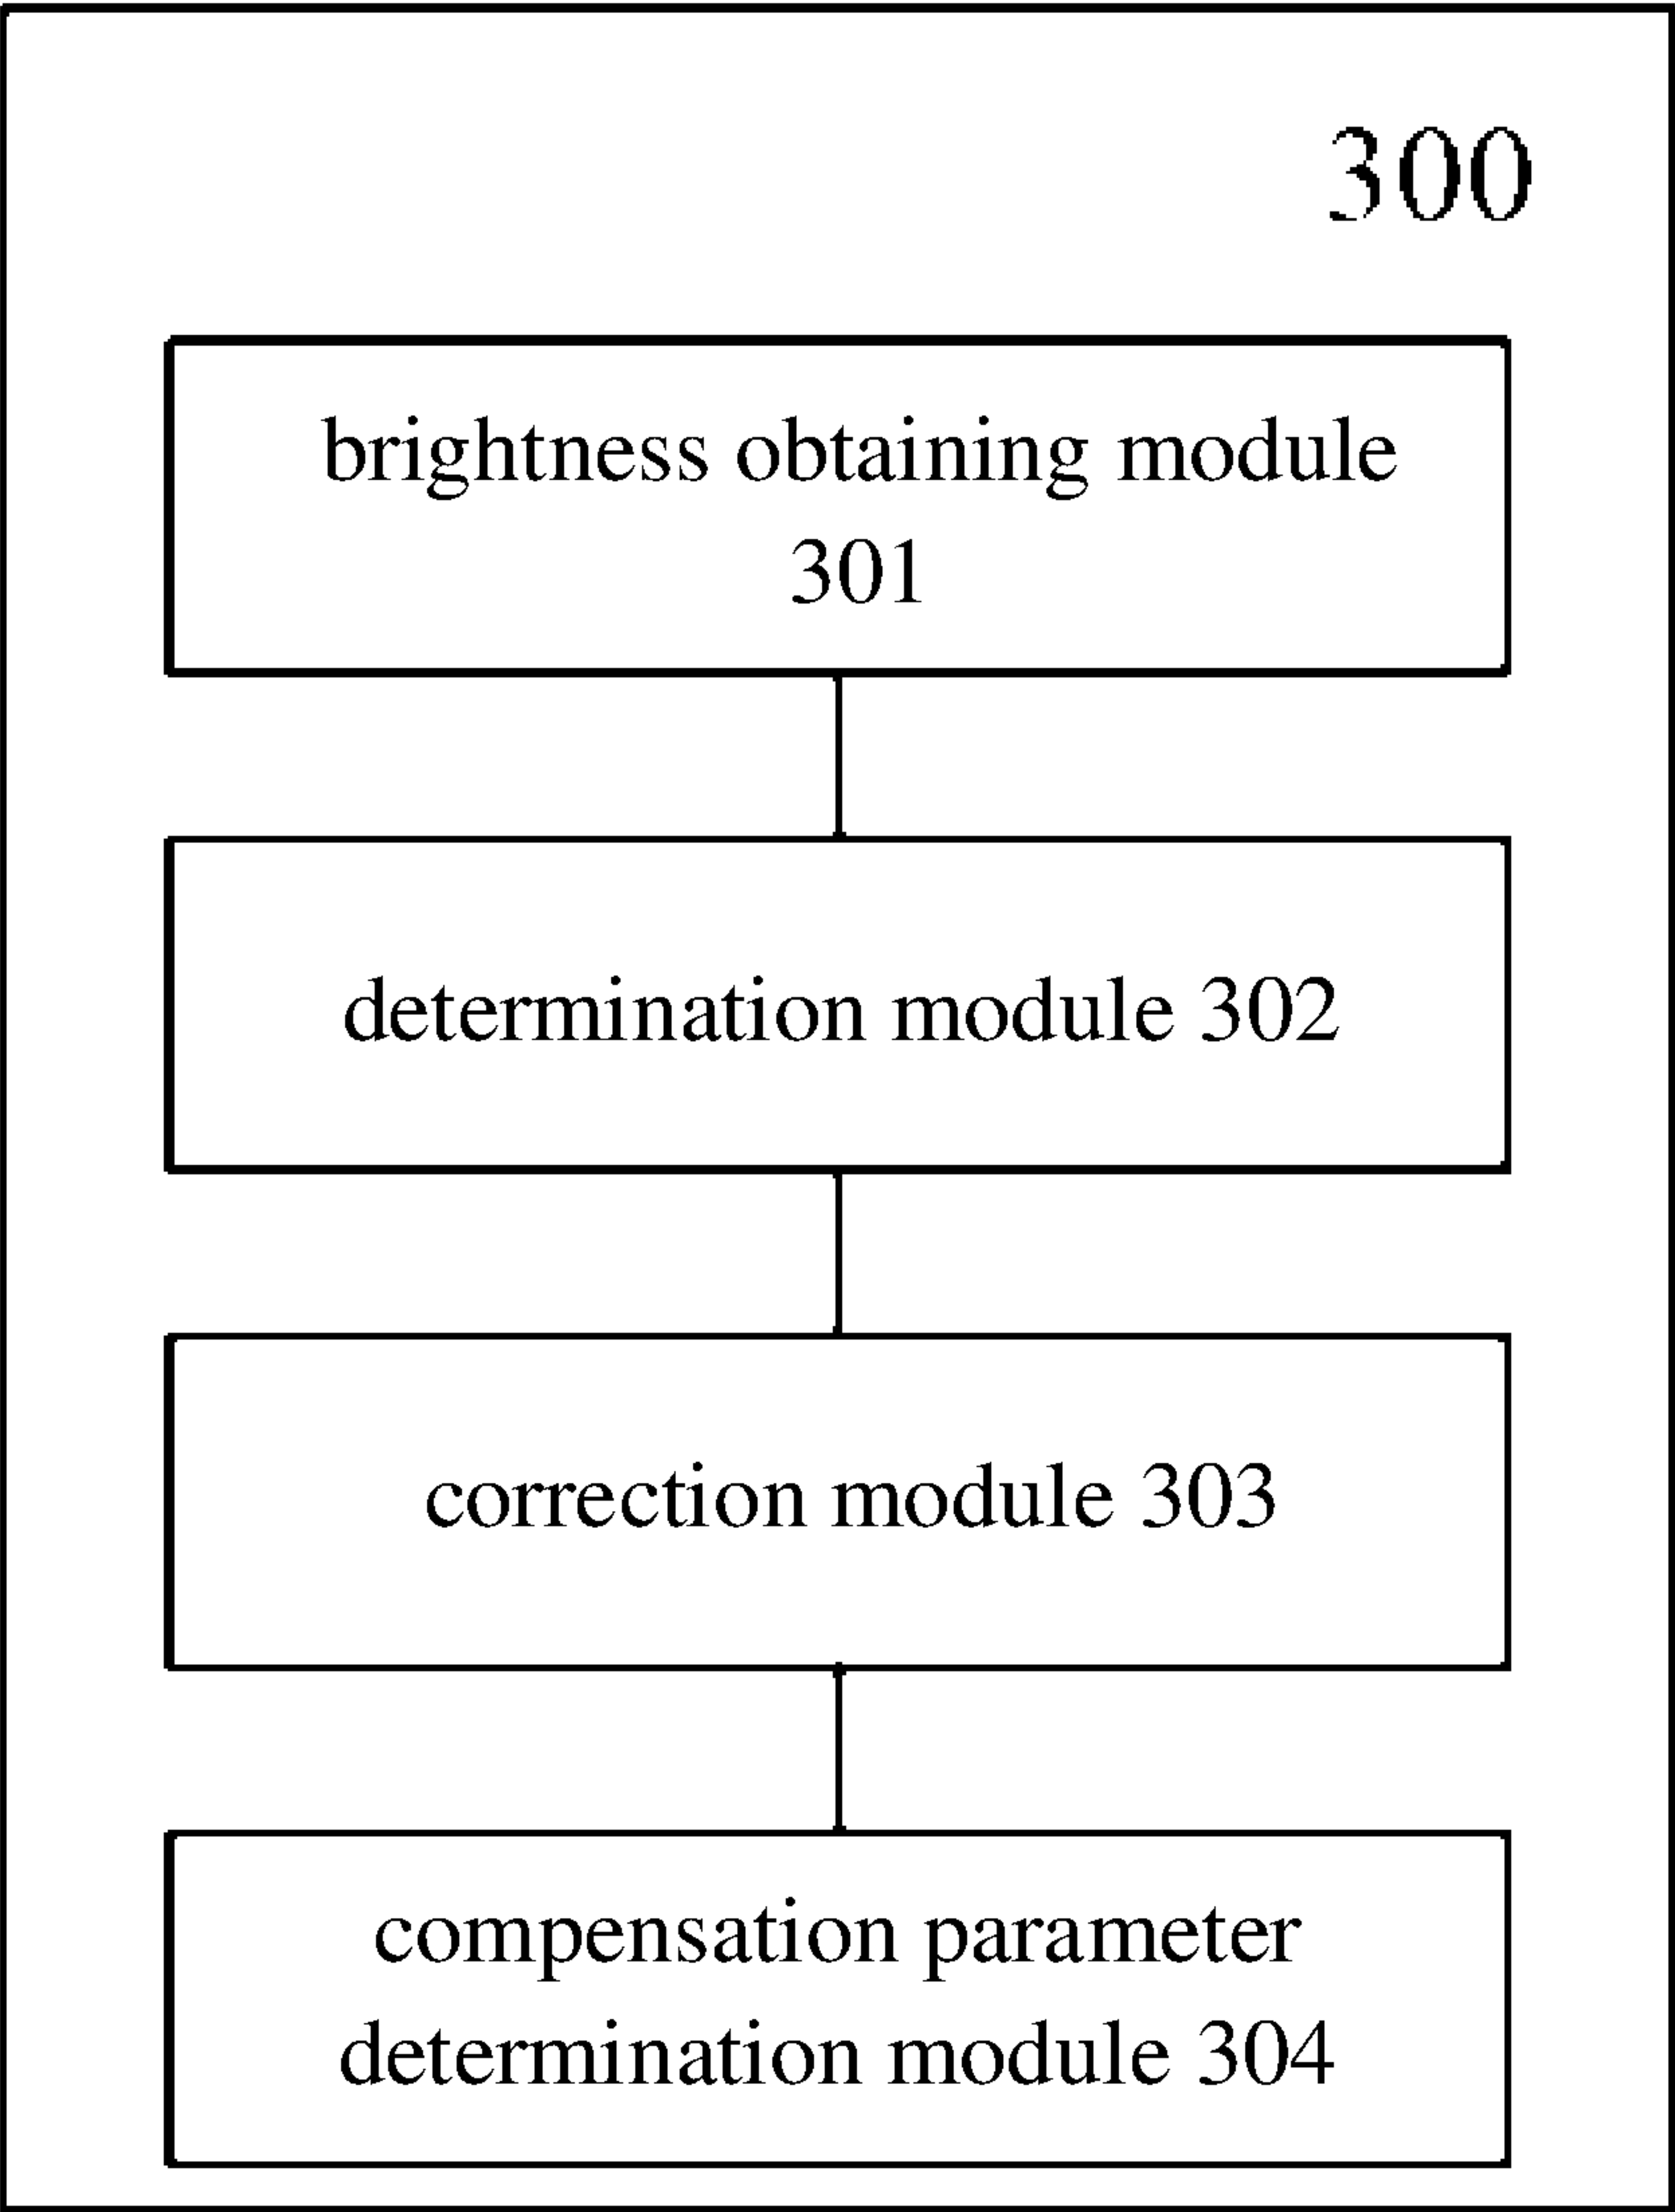 300
brightness obtaining module
301
determination module 302
correction module 303
compensation parameter
determination module 304